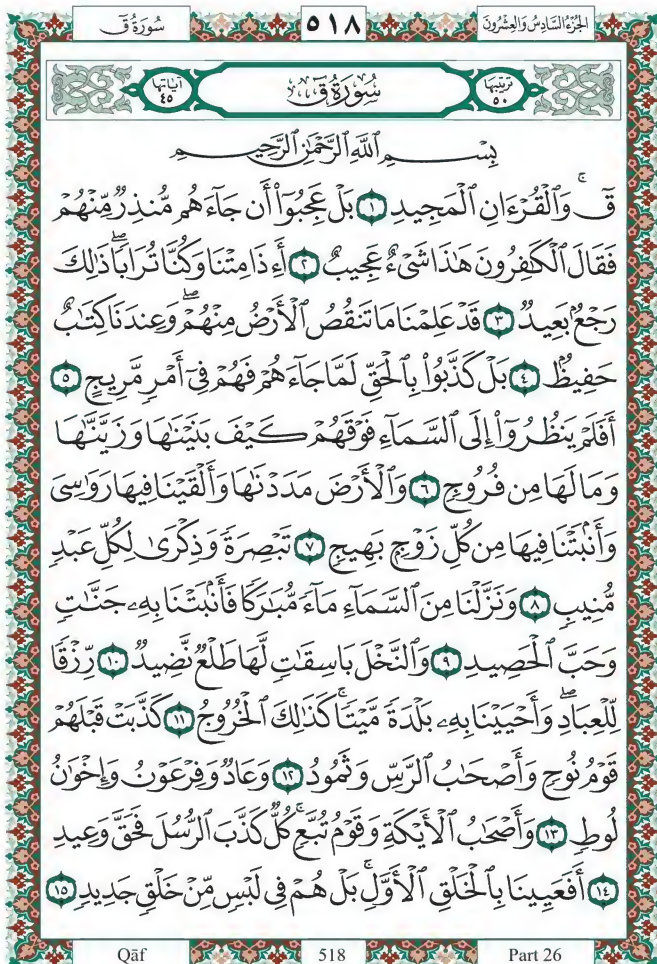 سُورَةُ قٓ ٥١٨ الجُزْءُ السَّادِسُ وَالعِشْرُونَ
آيَاتُهَا ٤٥ سُورَةُ قٓ تَرْتِيبُهَا ٥٠
بِسْمِ ٱللَّهِ ٱلرَّحْمَٰنِ ٱلرَّحِيمِ
قٓۚ وَٱلْقُرْءَانِ ٱلْمَجِيدِ ١ بَلْ عَجِبُوٓا۟ أَن جَآءَهُم مُّنذِرٌ مِّنْهُمْ
فَقَالَ ٱلْكَٰفِرُونَ هَٰذَا شَىْءٌ عَجِيبٌ ٢ أَءِذَا مِتْنَا وَكُنَّا تُرَابًاۖ ذَٰلِكَ
رَجْعٌۢ بَعِيدٌ ٣ قَدْ عَلِمْنَا مَا تَنقُصُ ٱلْأَرْضُ مِنْهُمْۖ وَعِندَنَا كِتَٰبٌ
حَفِيظٌۢ ٤ بَلْ كَذَّبُوا۟ بِٱلْحَقِّ لَمَّا جَآءَهُمْ فَهُمْ فِىٓ أَمْرٍ مَّرِيجٍ ٥
أَفَلَمْ يَنظُرُوٓا۟ إِلَى ٱلسَّمَآءِ فَوْقَهُمْ كَيْفَ بَنَيْنَٰهَا وَزَيَّنَّٰهَا
وَمَا لَهَا مِن فُرُوجٍ ٦ وَٱلْأَرْضَ مَدَدْنَٰهَا وَأَلْقَيْنَا فِيهَا رَوَٰسِىَ
وَأَنۢبَتْنَا فِيهَا مِن كُلِّ زَوْجٍۭ بَهِيجٍ ٧ تَبْصِرَةً وَذِكْرَىٰ لِكُلِّ عَبْدٍ
مُّنِيبٍ ٨ وَنَزَّلْنَا مِنَ ٱلسَّمَآءِ مَآءً مُّبَٰرَكًا فَأَنۢبَتْنَا بِهِۦ جَنَّٰتٍ
وَحَبَّ ٱلْحَصِيدِ ٩ وَٱلنَّخْلَ بَاسِقَٰتٍ لَّهَا طَلْعٌ نَّضِيدٌ ١٠ رِّزْقًا
لِّلْعِبَادِۖ وَأَحْيَيْنَا بِهِۦ بَلْدَةً مَّيْتًاۚ كَذَٰلِكَ ٱلْخُرُوجُ ١١ كَذَّبَتْ قَبْلَهُمْ
قَوْمُ نُوحٍ وَأَصْحَٰبُ ٱلرَّسِّ وَثَمُودُ ١٢ وَعَادٌ وَفِرْعَوْنُ وَإِخْوَٰنُ
لُوطٍ ١٣ وَأَصْحَٰبُ ٱلْأَيْكَةِ وَقَوْمُ تُبَّعٍۚ كُلٌّ كَذَّبَ ٱلرُّسُلَ فَحَقَّ وَعِيدِ
١٤ أَفَعَيِينَا بِٱلْخَلْقِ ٱلْأَوَّلِۚ بَلْ هُمْ فِى لَبْسٍ مِّنْ خَلْقٍ جَدِيدٍ ١٥
Qāf 518 Part 26